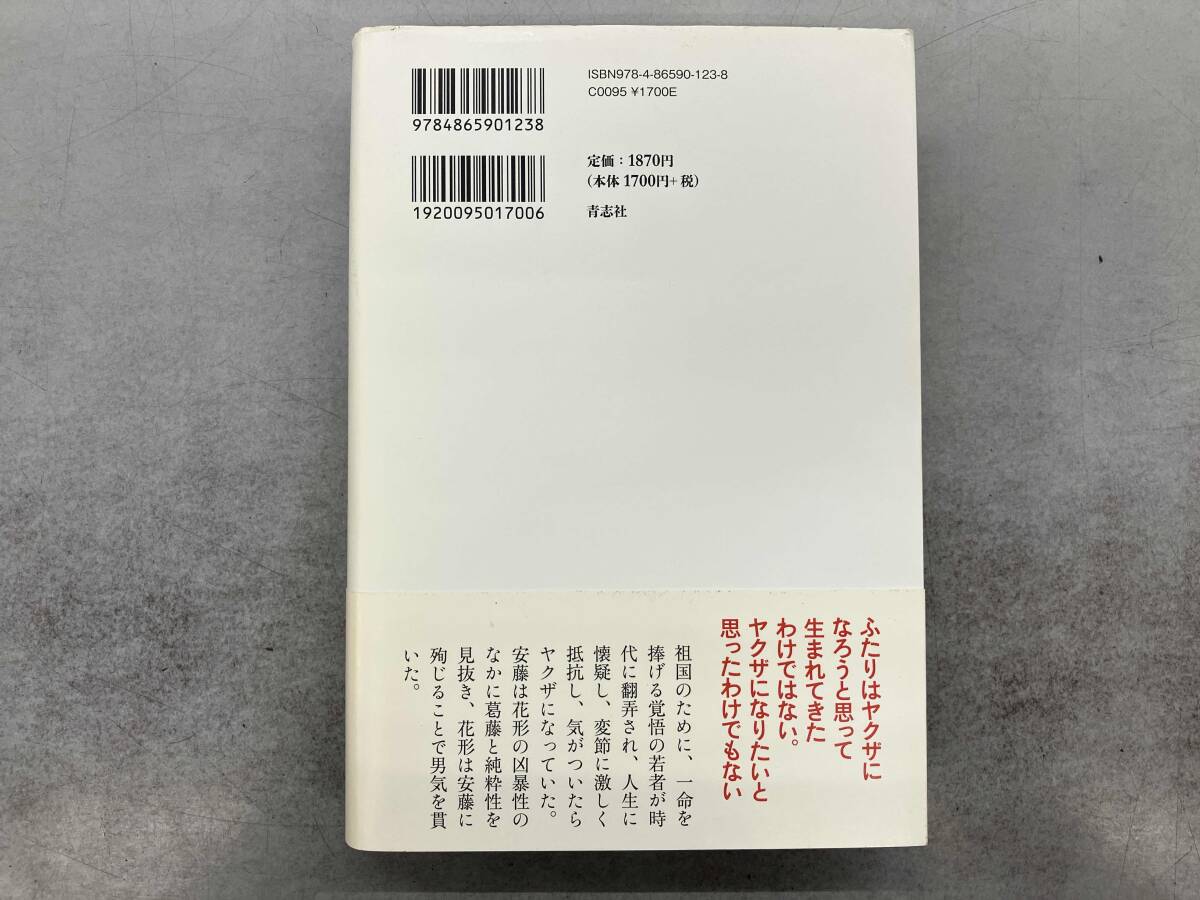 ISBN978-4-86590-123-8
C0095 ¥1700E
9784865901238
定価：1870円
(本体 1700円+税)
1920095017006
青志社
ふたりはヤクザに
なろうと思って
生まれてきた
わけではない。
ヤクザになりたいと
思ったわけでもない
祖国のために、一命を
捧げる覚悟の若者が時
代に翻弄され、人生に
懐疑し、変節に激しく
抵抗し、気がついたら
ヤクザになっていた。
安藤は花形の凶暴性の
なかに葛藤と純粋性を
見抜き、花形は安藤に
殉じることで男気を貫
いた。